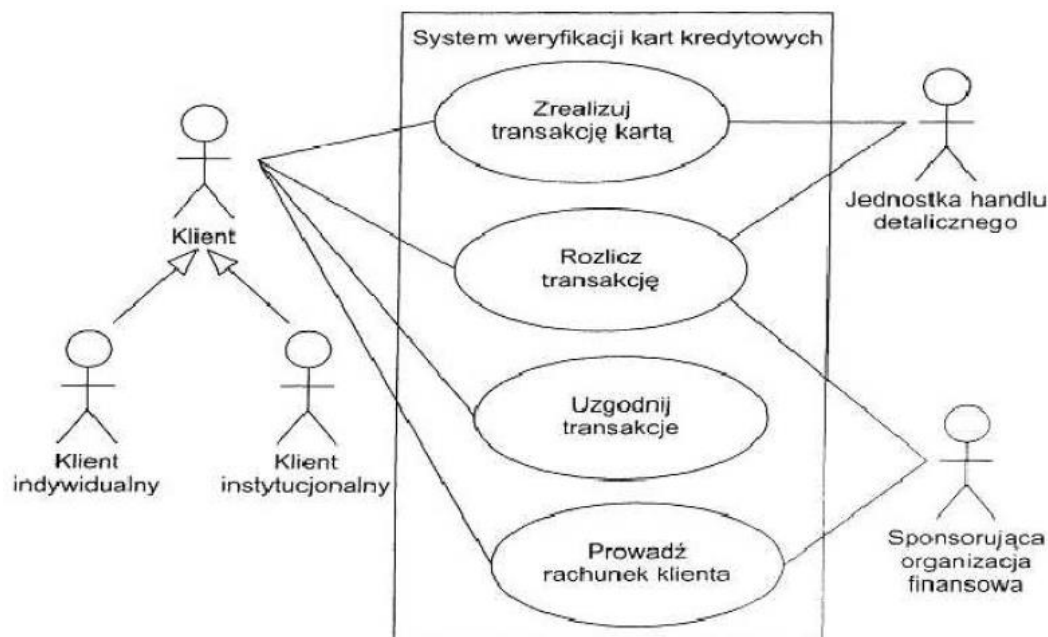 System weryfikacji kart kredytowych
Zrealizuj
transakcję kartą
Jednostka handlu
detalicznego
Klient
Rozlicz
transakcję
Uzgodnij
transakcje
Klient
indywidualny
Klient
instytucjonalny
Prowadź
rachunek klienta
Sponsorująca
organizacja
finansowa